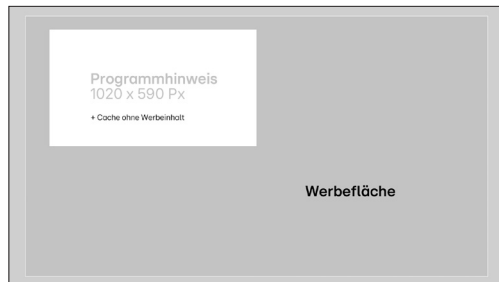 Programmhinweis
1020 x 590 Px
+ Cache ohne Werbeinhalt
Werbefläche